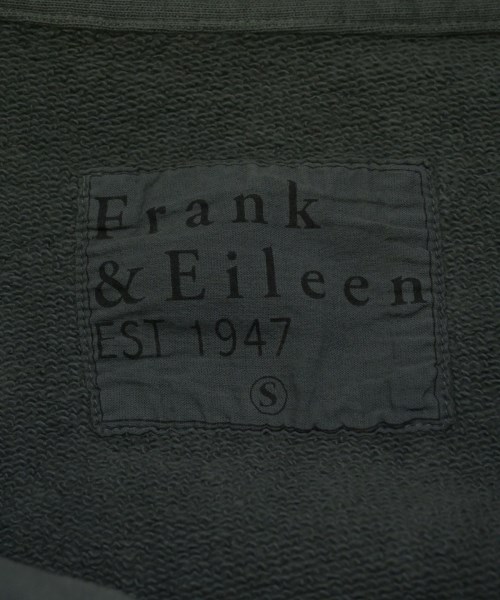 Frank
& Eileen
EST 1947
S